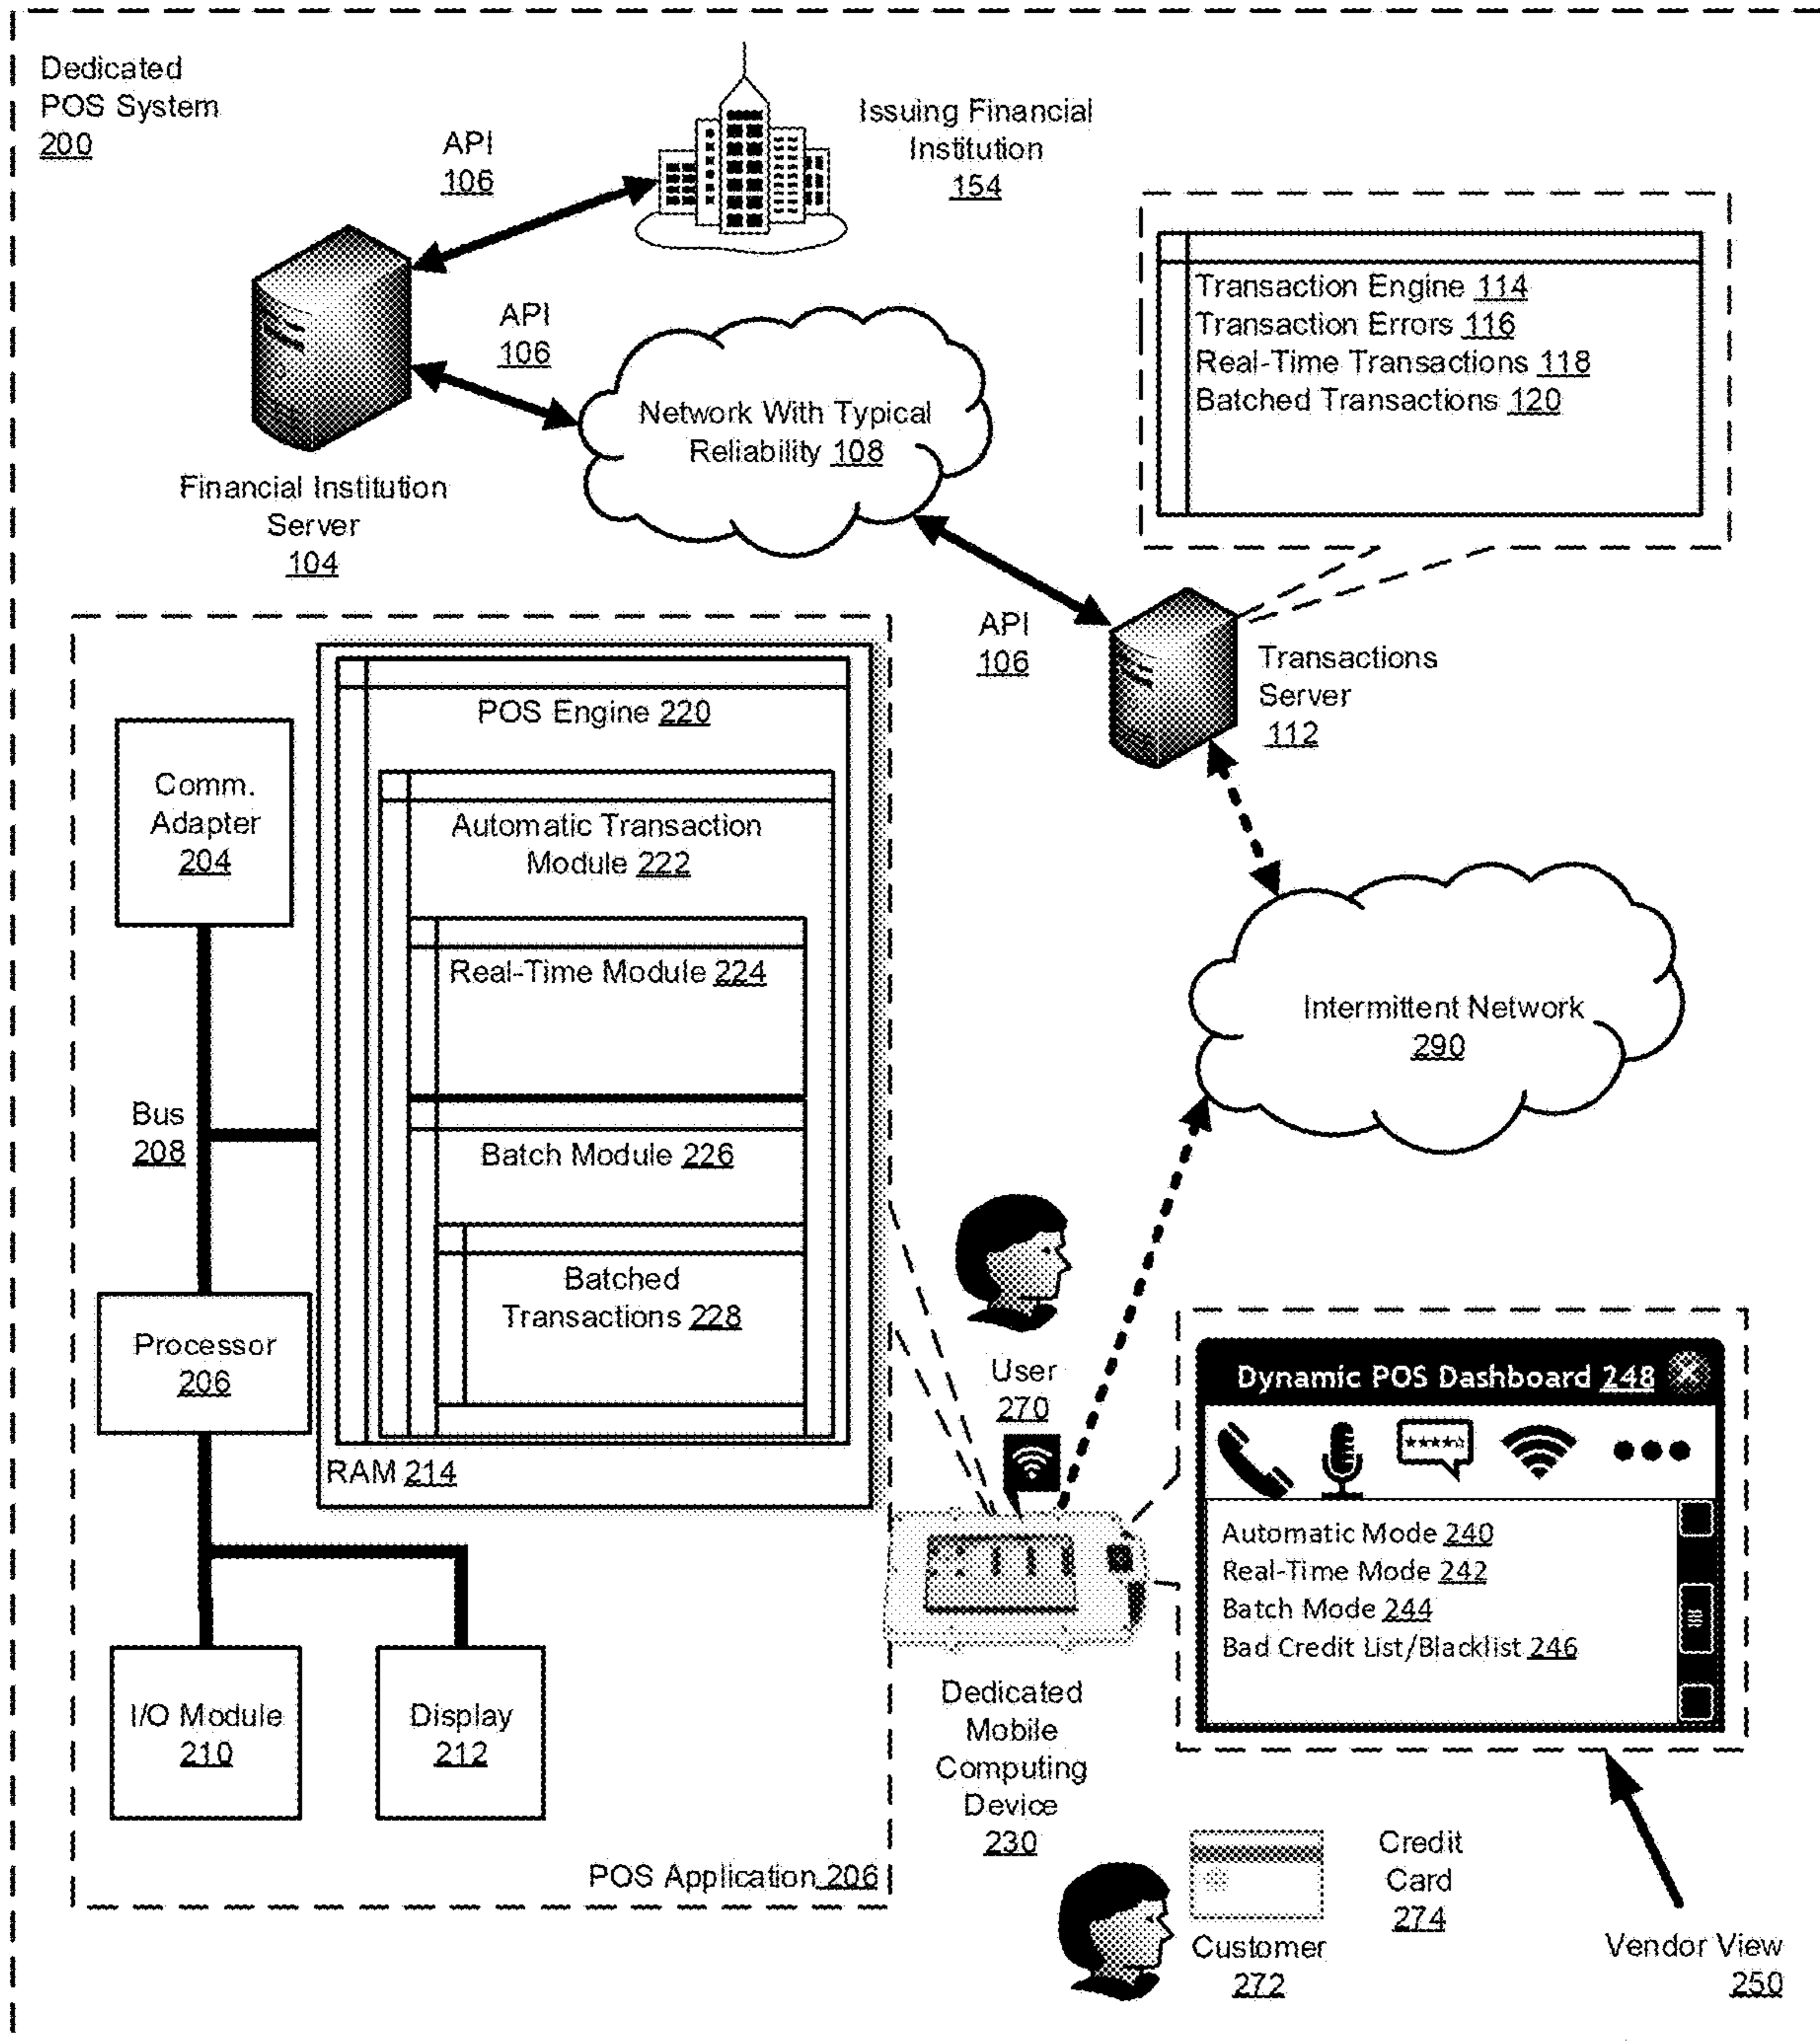 Dedicated
POS System
200
API
106
Issuing Financial
Institution
154
API
106
Network With Typical
Reliability 108
Financial Institution
Server
104
Transaction Engine 114
Transaction Errors 116
Real-Time Transactions 118
Batched Transactions 120
API
106
Transactions
Server
112
POS Engine 220
Automatic Transaction
Module 222
Real-Time Module 224
Batch Module 226
Batched
Transactions 228
RAM 214
Comm.
Adapter
204
Bus
208
Processor
206
I/O Module
210
Display
212
POS Application 206
Intermittent Network
290
User
270
Dedicated
Mobile
Computing
Device
230
Dynamic POS Dashboard 248
Automatic Mode 240
Real-Time Mode 242
Batch Mode 244
Bad Credit List/Blacklist 246
Credit
Card
274
Customer
272
Vendor View
250